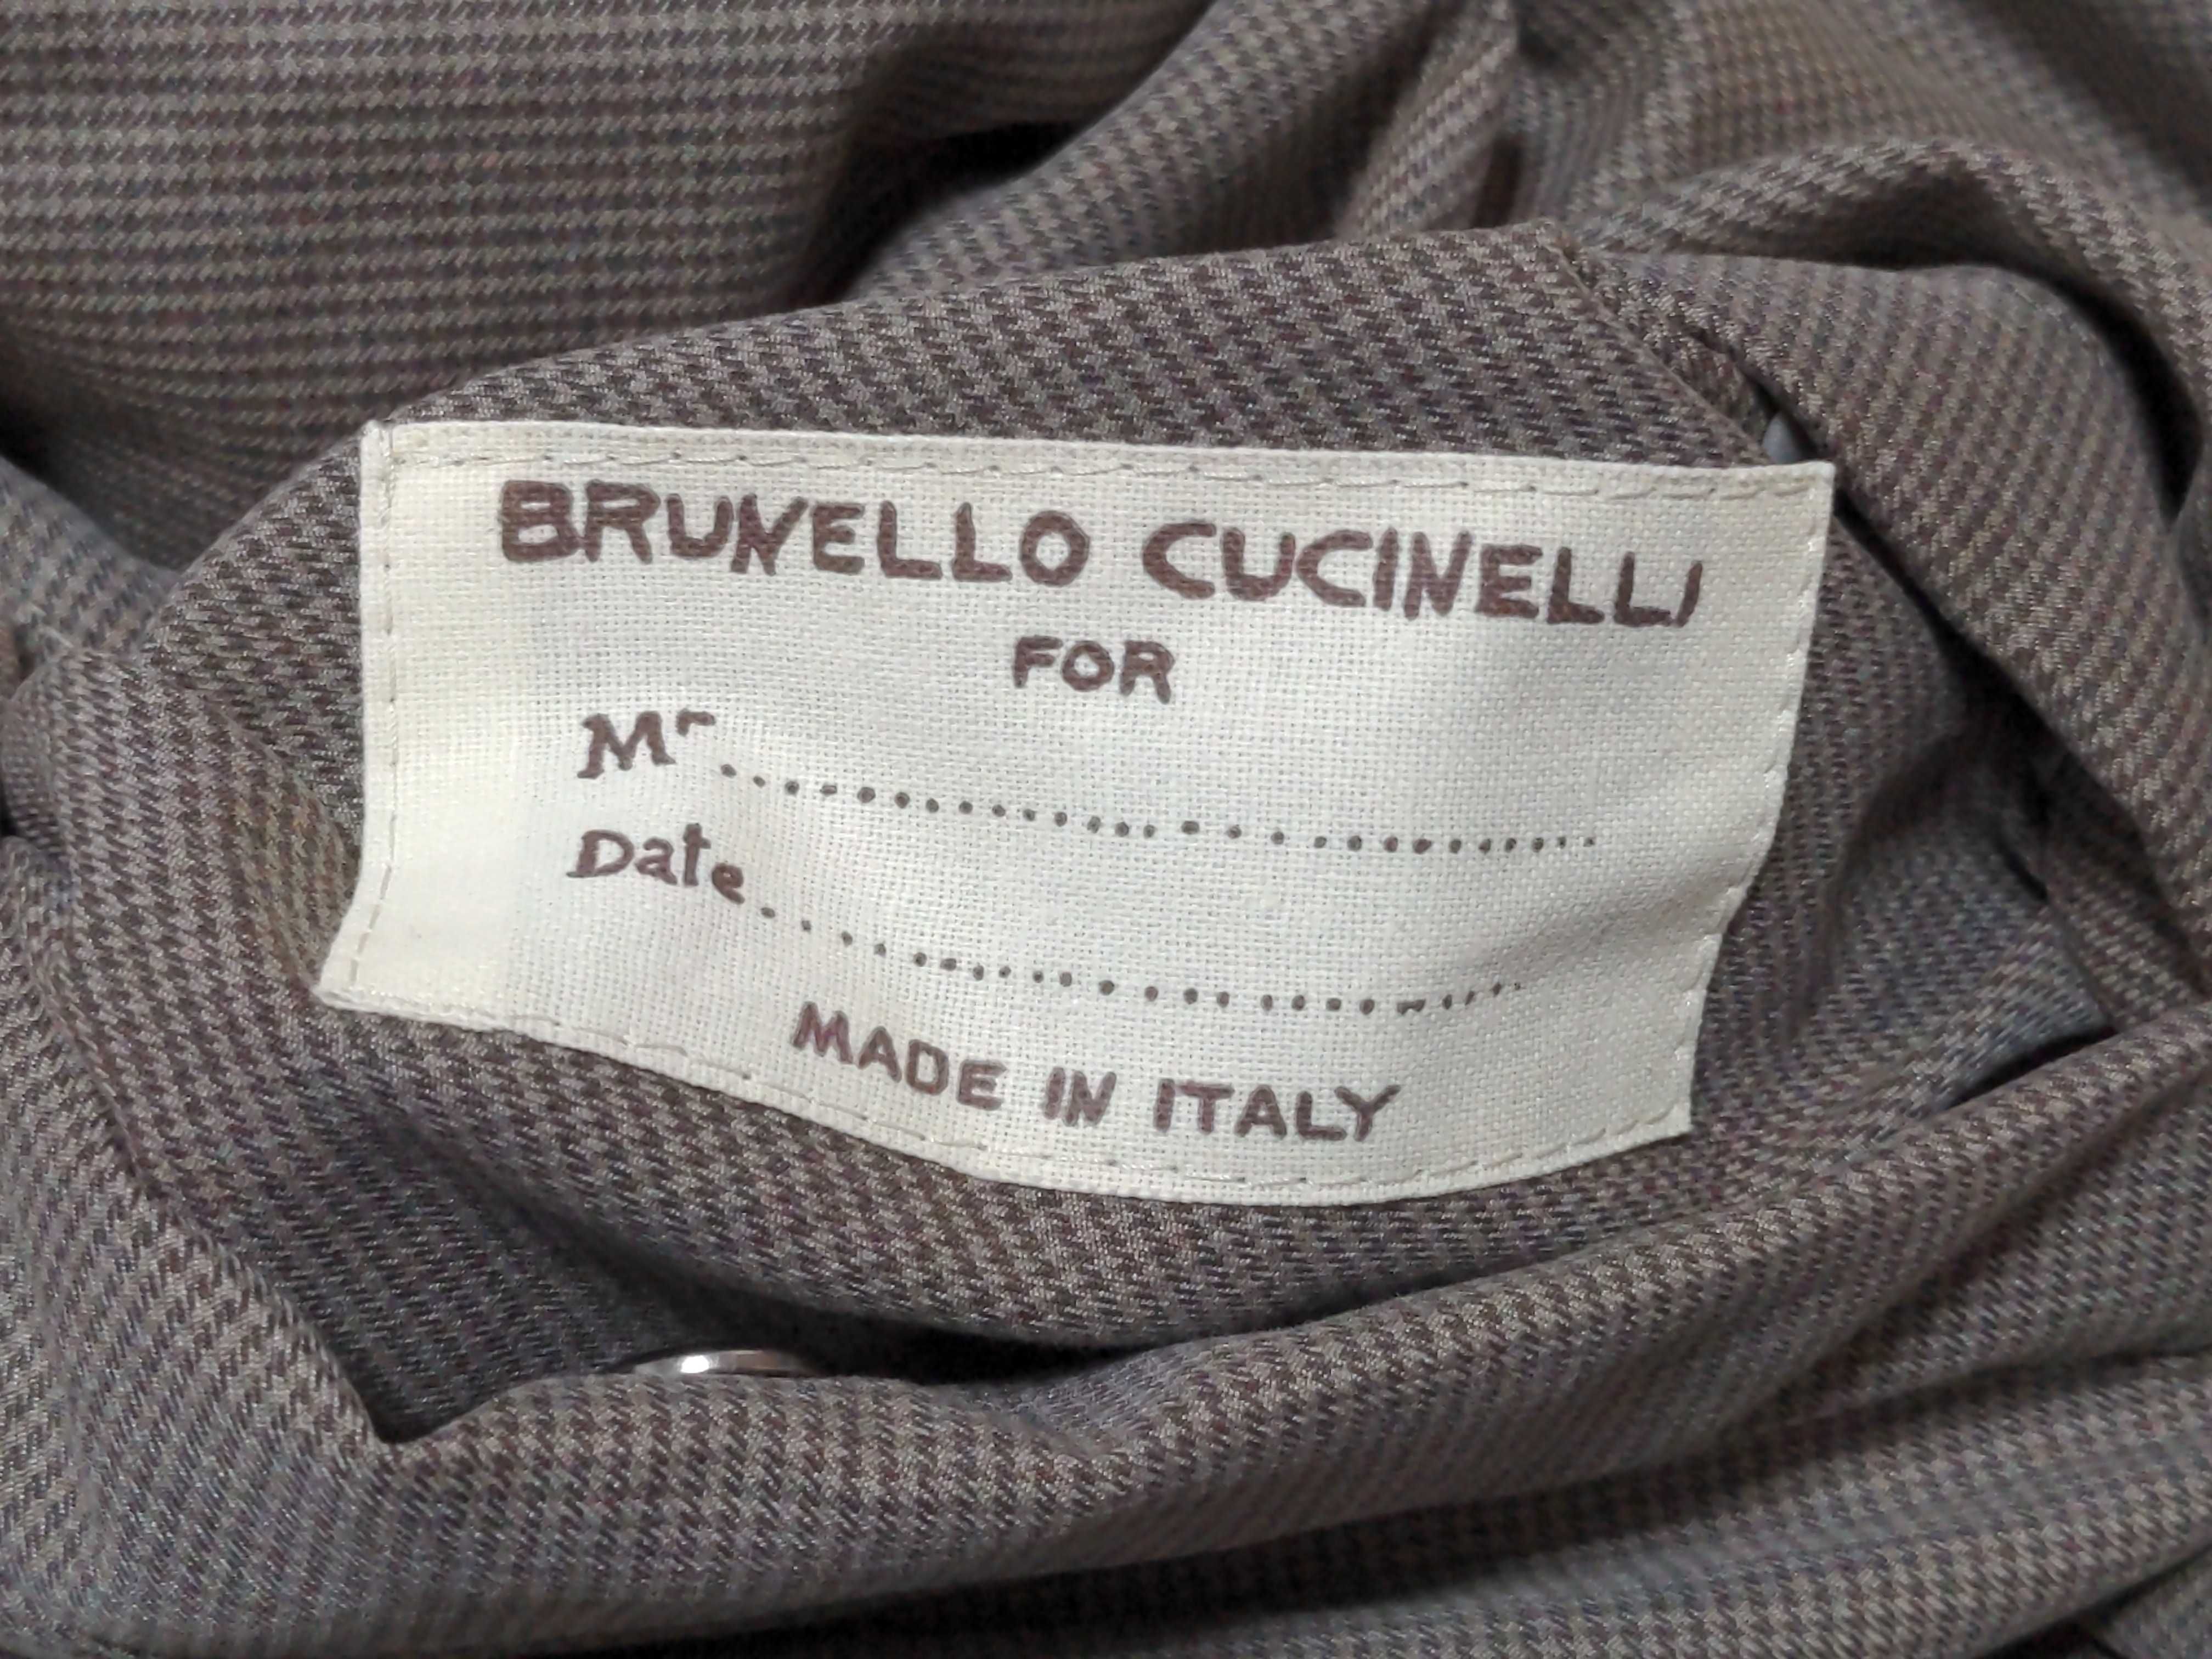 BRUNELLO CUCINELLI
FOR
Mr..............................
Date..............................
MADE IN ITALY